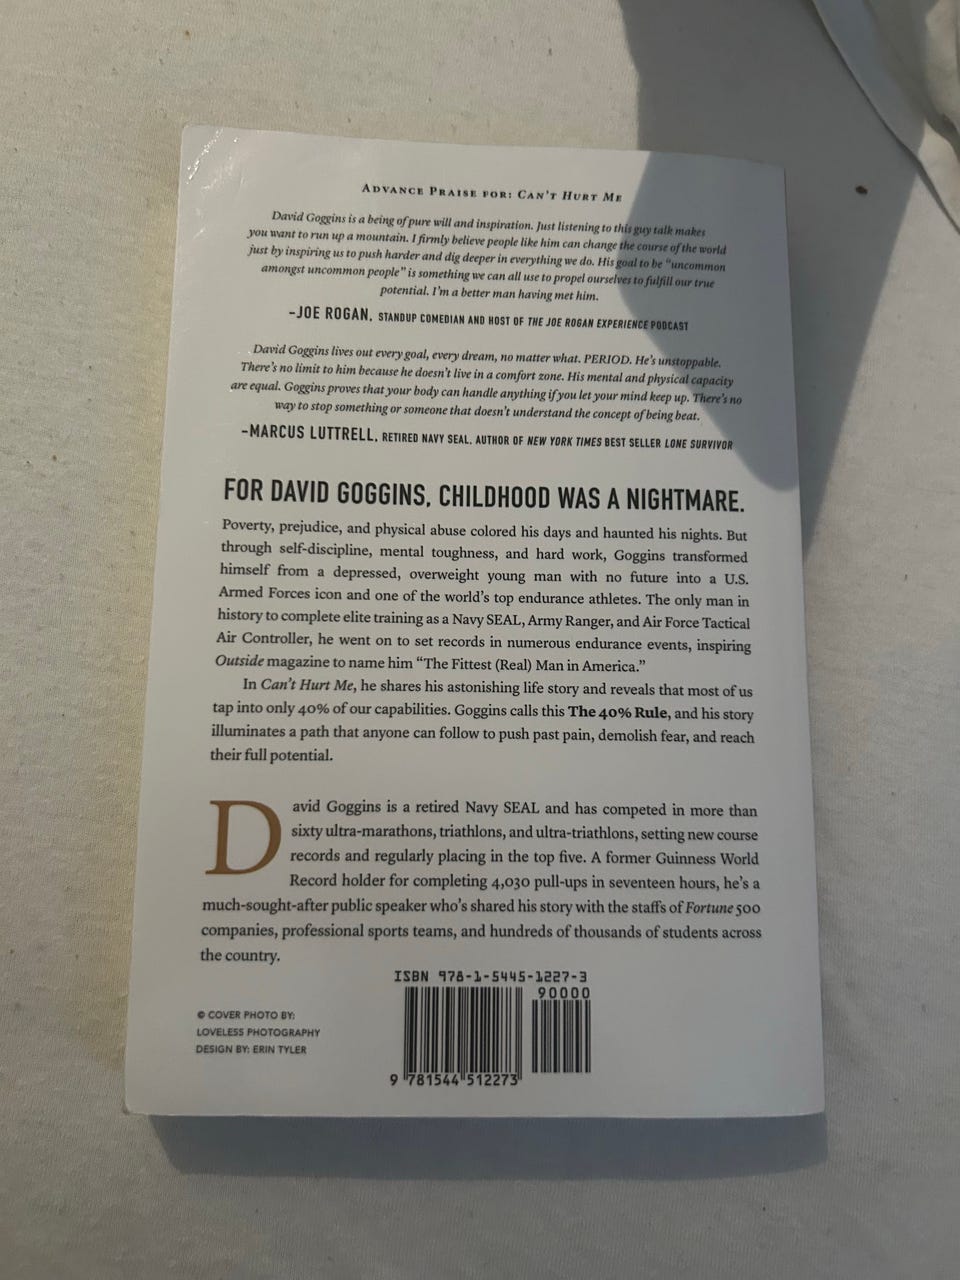 ADVANCE PRAISE FOR: CAN'T HURT ME
David Goggins is a being of pure will and inspiration. Just listening to this guy talk makes
you want to run up a mountain. I firmly believe people like him can change the course of the world
just by inspiring us to push harder and dig deeper in everything we do. His goal to be "uncommon
amongst uncommon people" is something we can all use to propel ourselves to fulfill our true
potential. I'm a better man having met him.
–JOE ROGAN, STANDUP COMEDIAN AND HOST OF THE JOE ROGAN EXPERIENCE PODCAST
David Goggins lives out every goal, every dream, no matter what. PERIOD. He's unstoppable.
There's no limit to him because he doesn't live in a comfort zone. His mental and physical capacity
are equal. Goggins proves that your body can handle anything if you let your mind keep up. There's no
way to stop something or someone that doesn't understand the concept of being beat.
–MARCUS LUTTRELL, RETIRED NAVY SEAL, AUTHOR OF NEW YORK TIMES BEST SELLER LONE SURVIVOR
FOR DAVID GOGGINS, CHILDHOOD WAS A NIGHTMARE.
Poverty, prejudice, and physical abuse colored his days and haunted his nights. But
through self-discipline, mental toughness, and hard work, Goggins transformed
himself from a depressed, overweight young man with no future into a U.S.
Armed Forces icon and one of the world's top endurance athletes. The only man in
history to complete elite training as a Navy SEAL, Army Ranger, and Air Force Tactical
Air Controller, he went on to set records in numerous endurance events, inspiring
Outside magazine to name him "The Fittest (Real) Man in America."
In Can't Hurt Me, he shares his astonishing life story and reveals that most of us
tap into only 40% of our capabilities. Goggins calls this The 40% Rule, and his story
illuminates a path that anyone can follow to push past pain, demolish fear, and reach
their full potential.
David Goggins is a retired Navy SEAL and has competed in more than
sixty ultra-marathons, triathlons, and ultra-triathlons, setting new course
records and regularly placing in the top five. A former Guinness World
Record holder for completing 4,030 pull-ups in seventeen hours, he's a
much-sought-after public speaker who's shared his story with the staffs of Fortune 500
companies, professional sports teams, and hundreds of thousands of students across
the country.
ISBN 978-1-5445-1227-3
90000
9 781544 512273
© COVER PHOTO BY:
LOVELESS PHOTOGRAPHY
DESIGN BY: ERIN TYLER